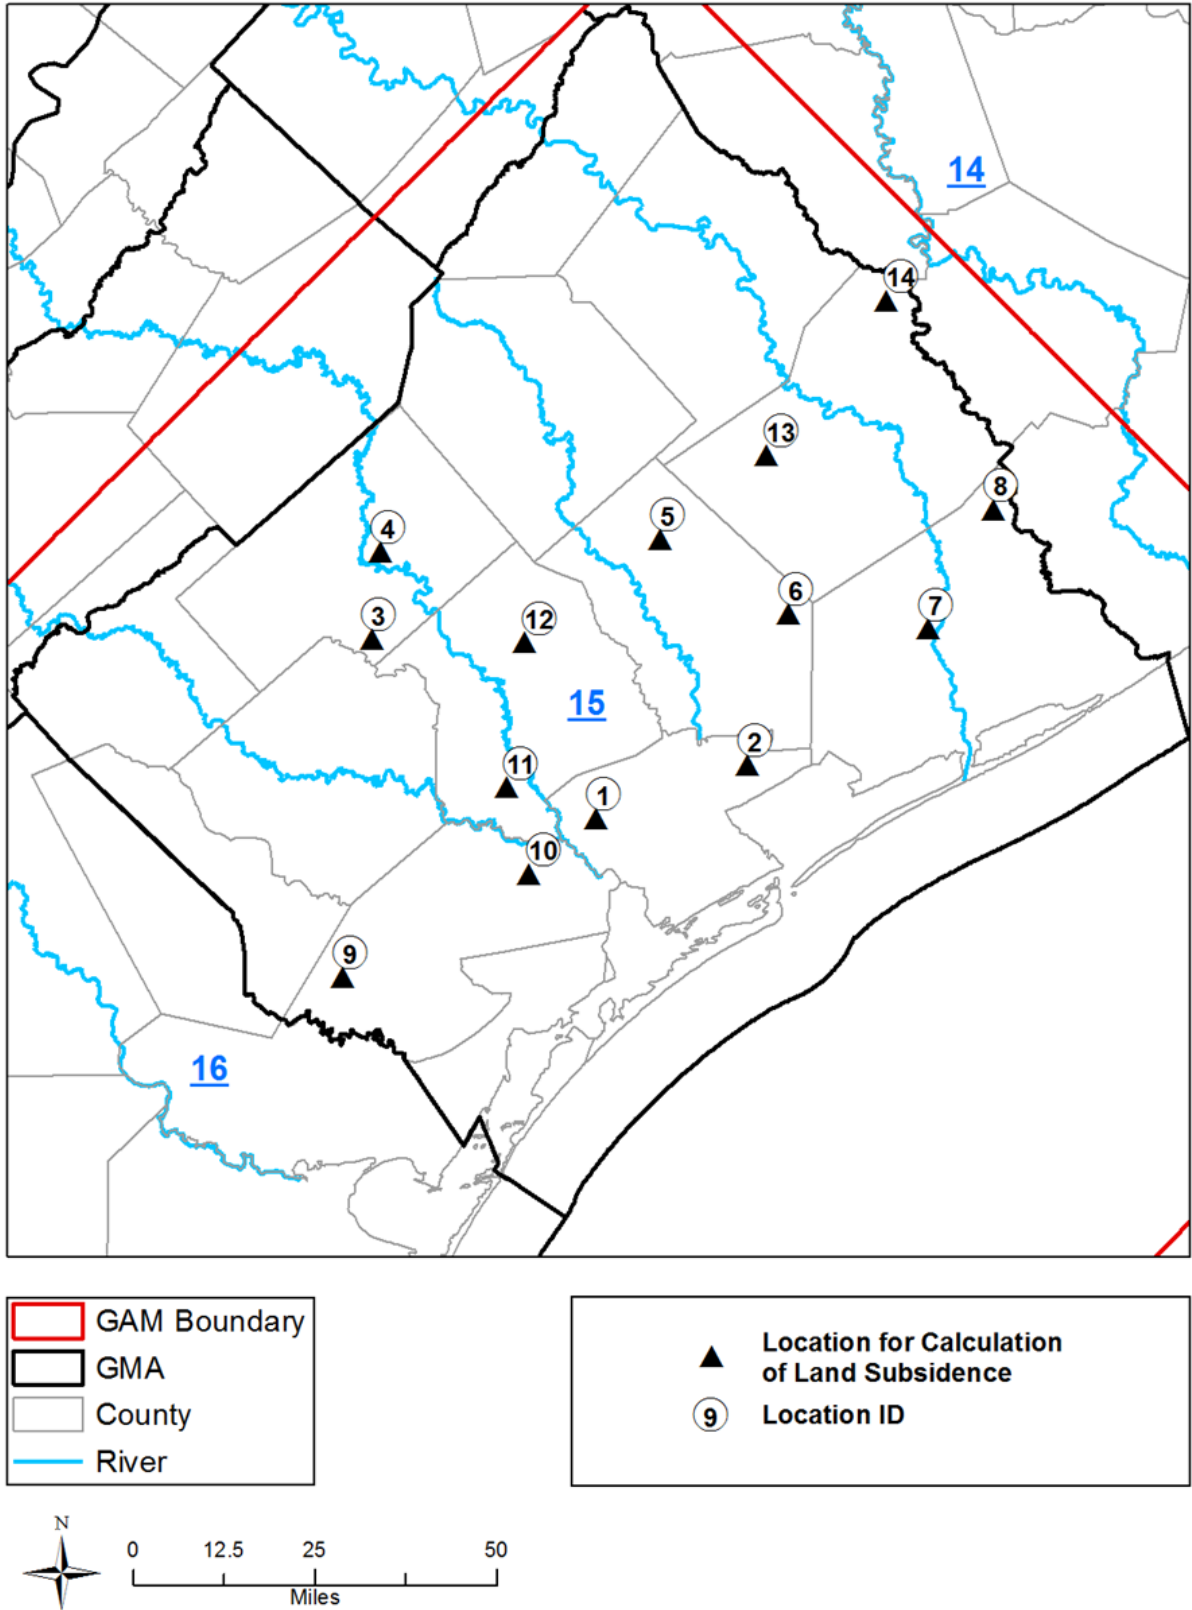 14
14
13
8
5
4
6
7
3
12
15
2
11
1
10
9
16
GAM Boundary
GMA
County
River
Location for Calculation
of Land Subsidence
9 Location ID
N
0 12.5 25 50
Miles